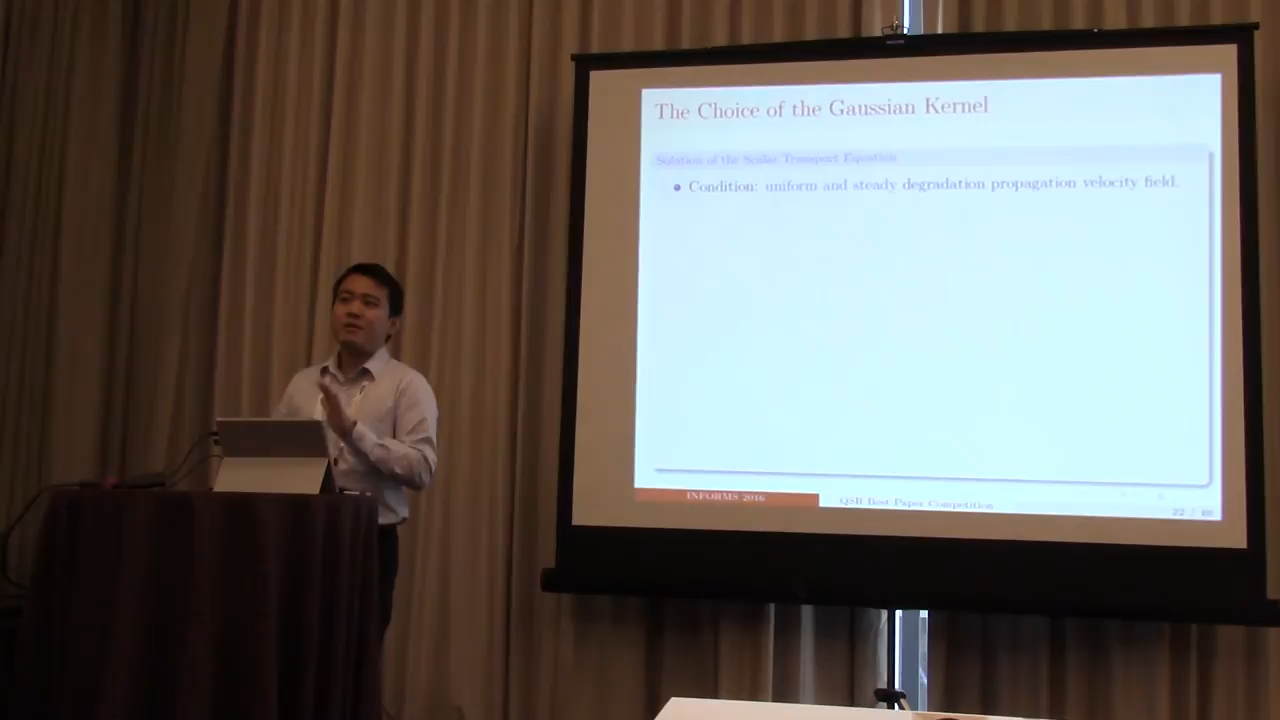 The Choice of the Gaussian Kernel
Solution of the Scalar Transport Equation
Condition: uniform and steady degradation propagation velocity field.
INFORMS 2016
QSR Best Paper Competition
22 /